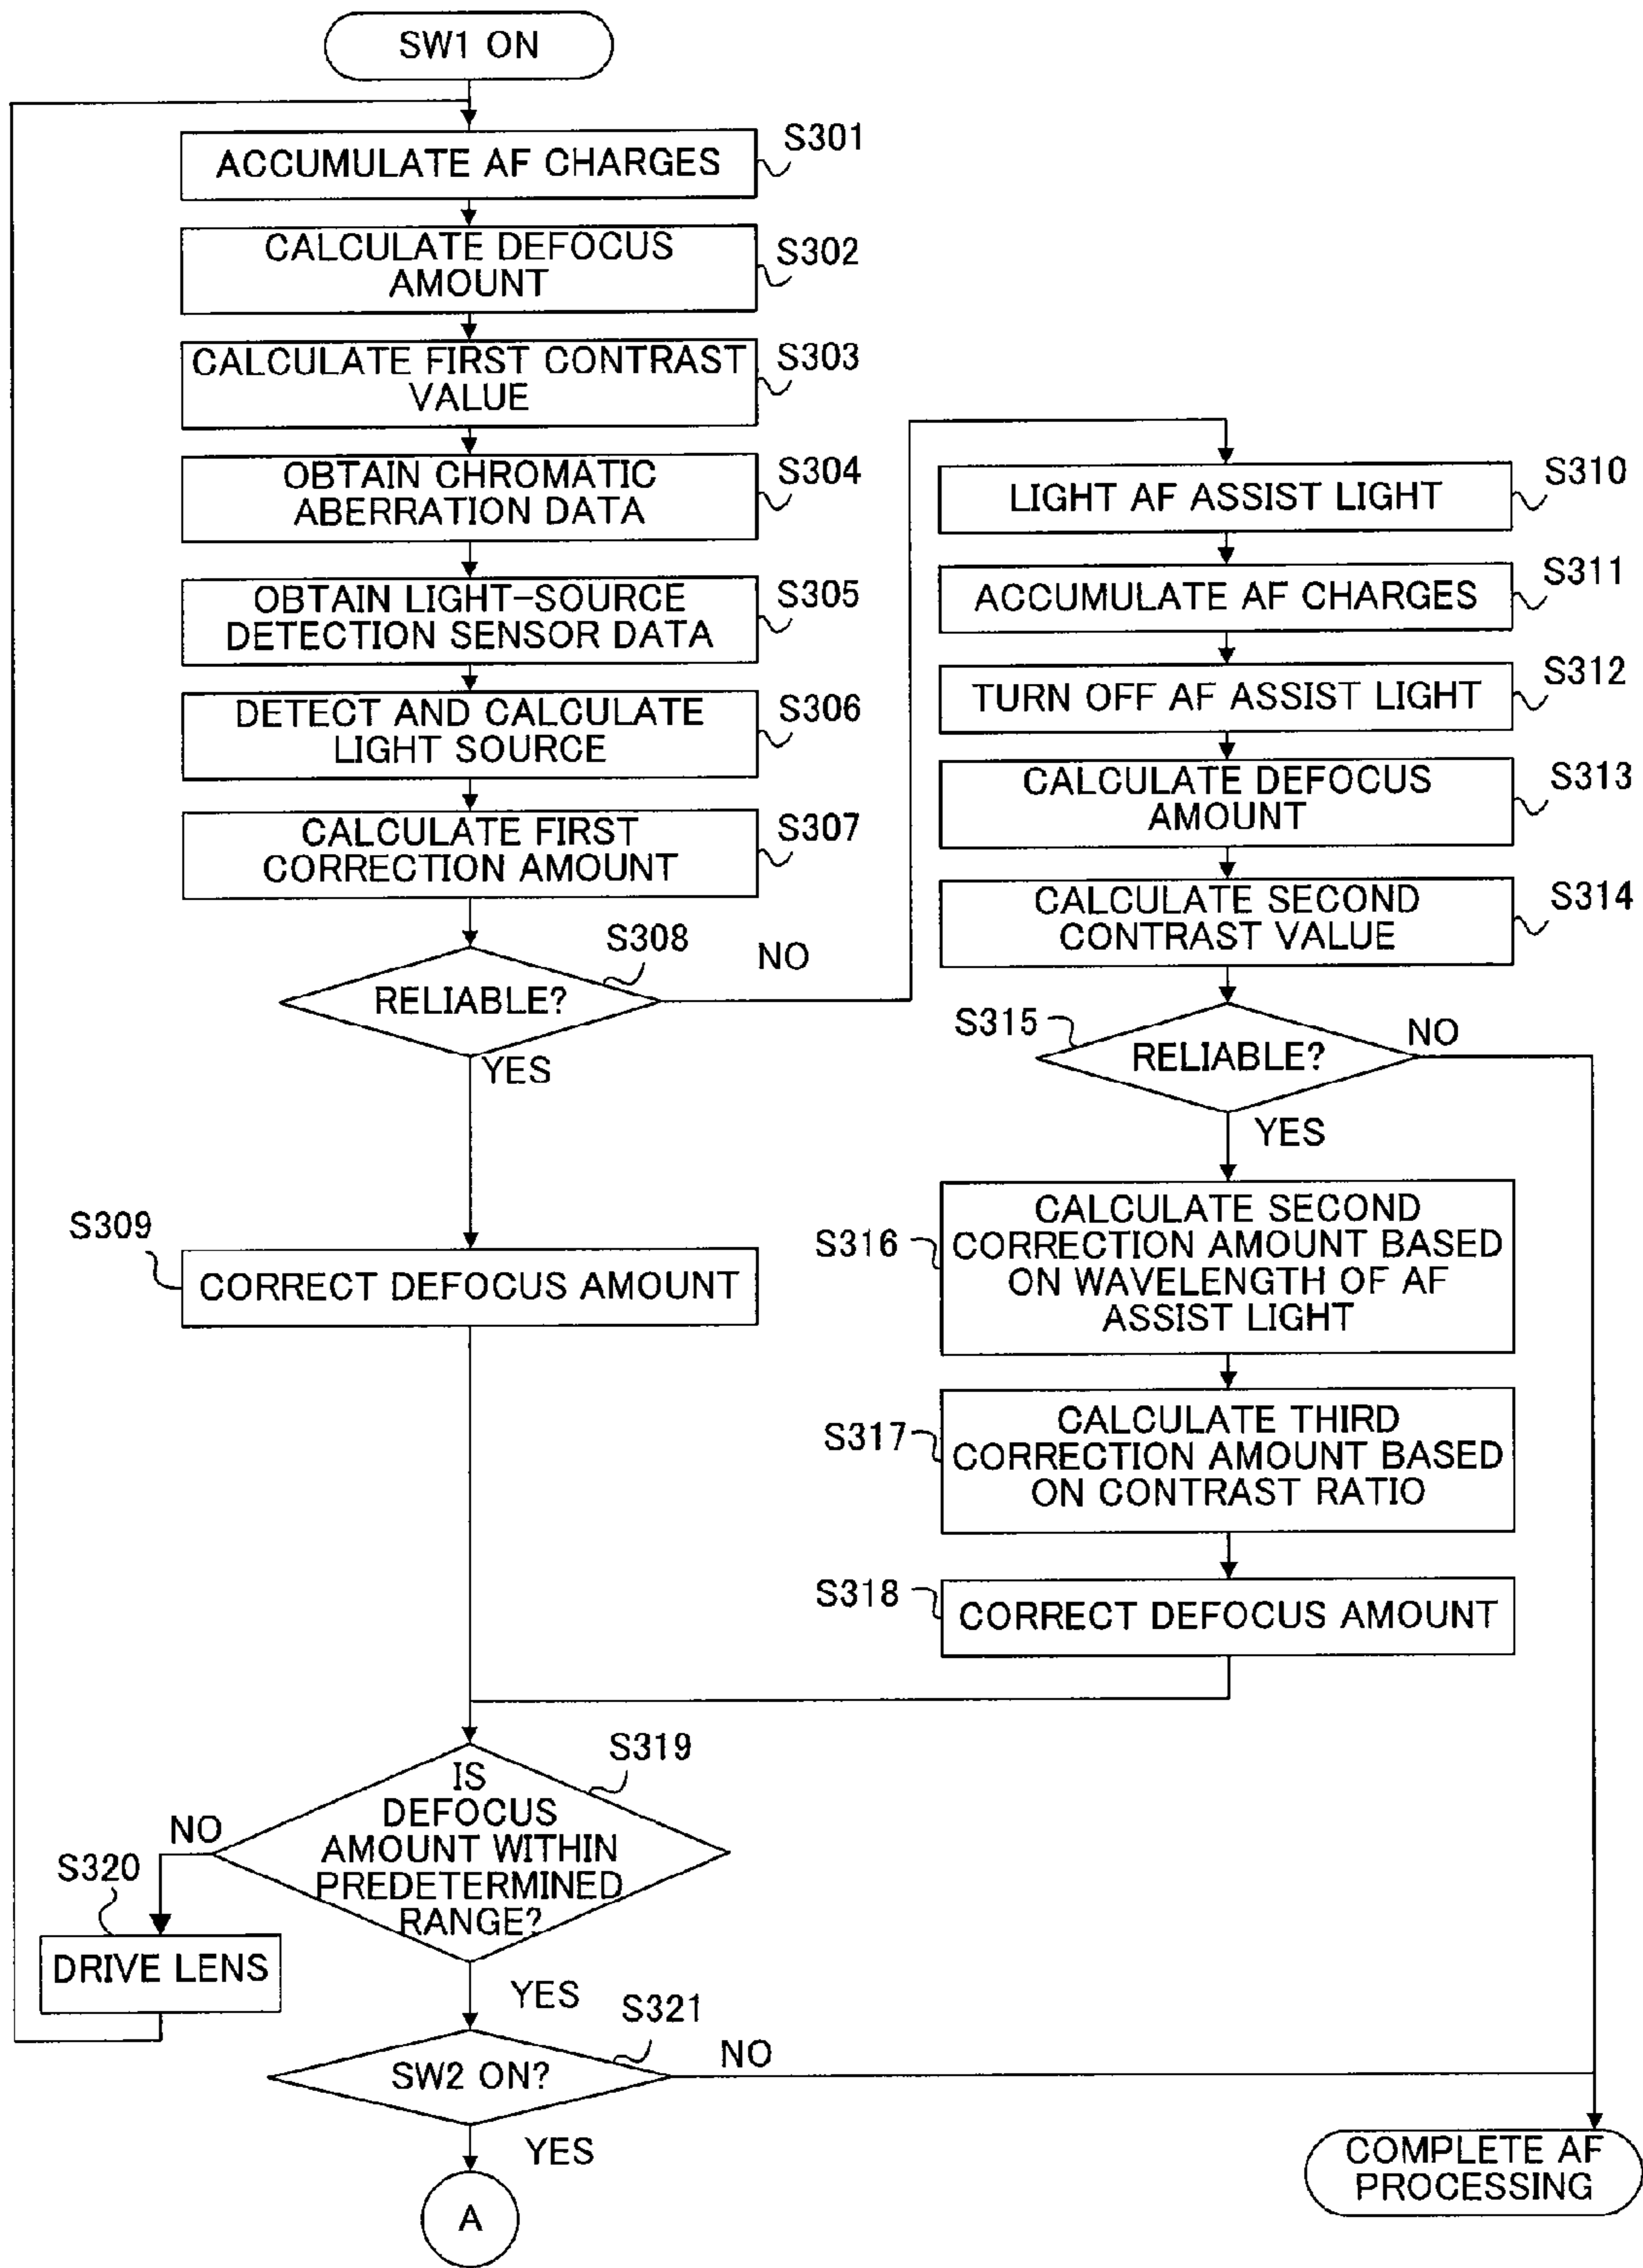 SW1 ON
S301
ACCUMULATE AF CHARGES
S302
CALCULATE DEFOCUS
AMOUNT
S303
CALCULATE FIRST CONTRAST
VALUE
S304
OBTAIN CHROMATIC
ABERRATION DATA
S305
OBTAIN LIGHT-SOURCE
DETECTION SENSOR DATA
S306
DETECT AND CALCULATE
LIGHT SOURCE
S307
CALCULATE FIRST
CORRECTION AMOUNT
S308
RELIABLE?
NO
YES
S309
CORRECT DEFOCUS AMOUNT
S310
LIGHT AF ASSIST LIGHT
S311
ACCUMULATE AF CHARGES
S312
TURN OFF AF ASSIST LIGHT
S313
CALCULATE DEFOCUS
AMOUNT
S314
CALCULATE SECOND
CONTRAST VALUE
S315
RELIABLE?
NO
YES
S316
CALCULATE SECOND
CORRECTION AMOUNT BASED
ON WAVELENGTH OF AF
ASSIST LIGHT
S317
CALCULATE THIRD
CORRECTION AMOUNT BASED
ON CONTRAST RATIO
S318
CORRECT DEFOCUS AMOUNT
S319
IS
DEFOCUS
AMOUNT WITHIN
PREDETERMINED
RANGE?
NO
S320
DRIVE LENS
YES
S321
SW2 ON?
NO
YES
A
COMPLETE AF
PROCESSING